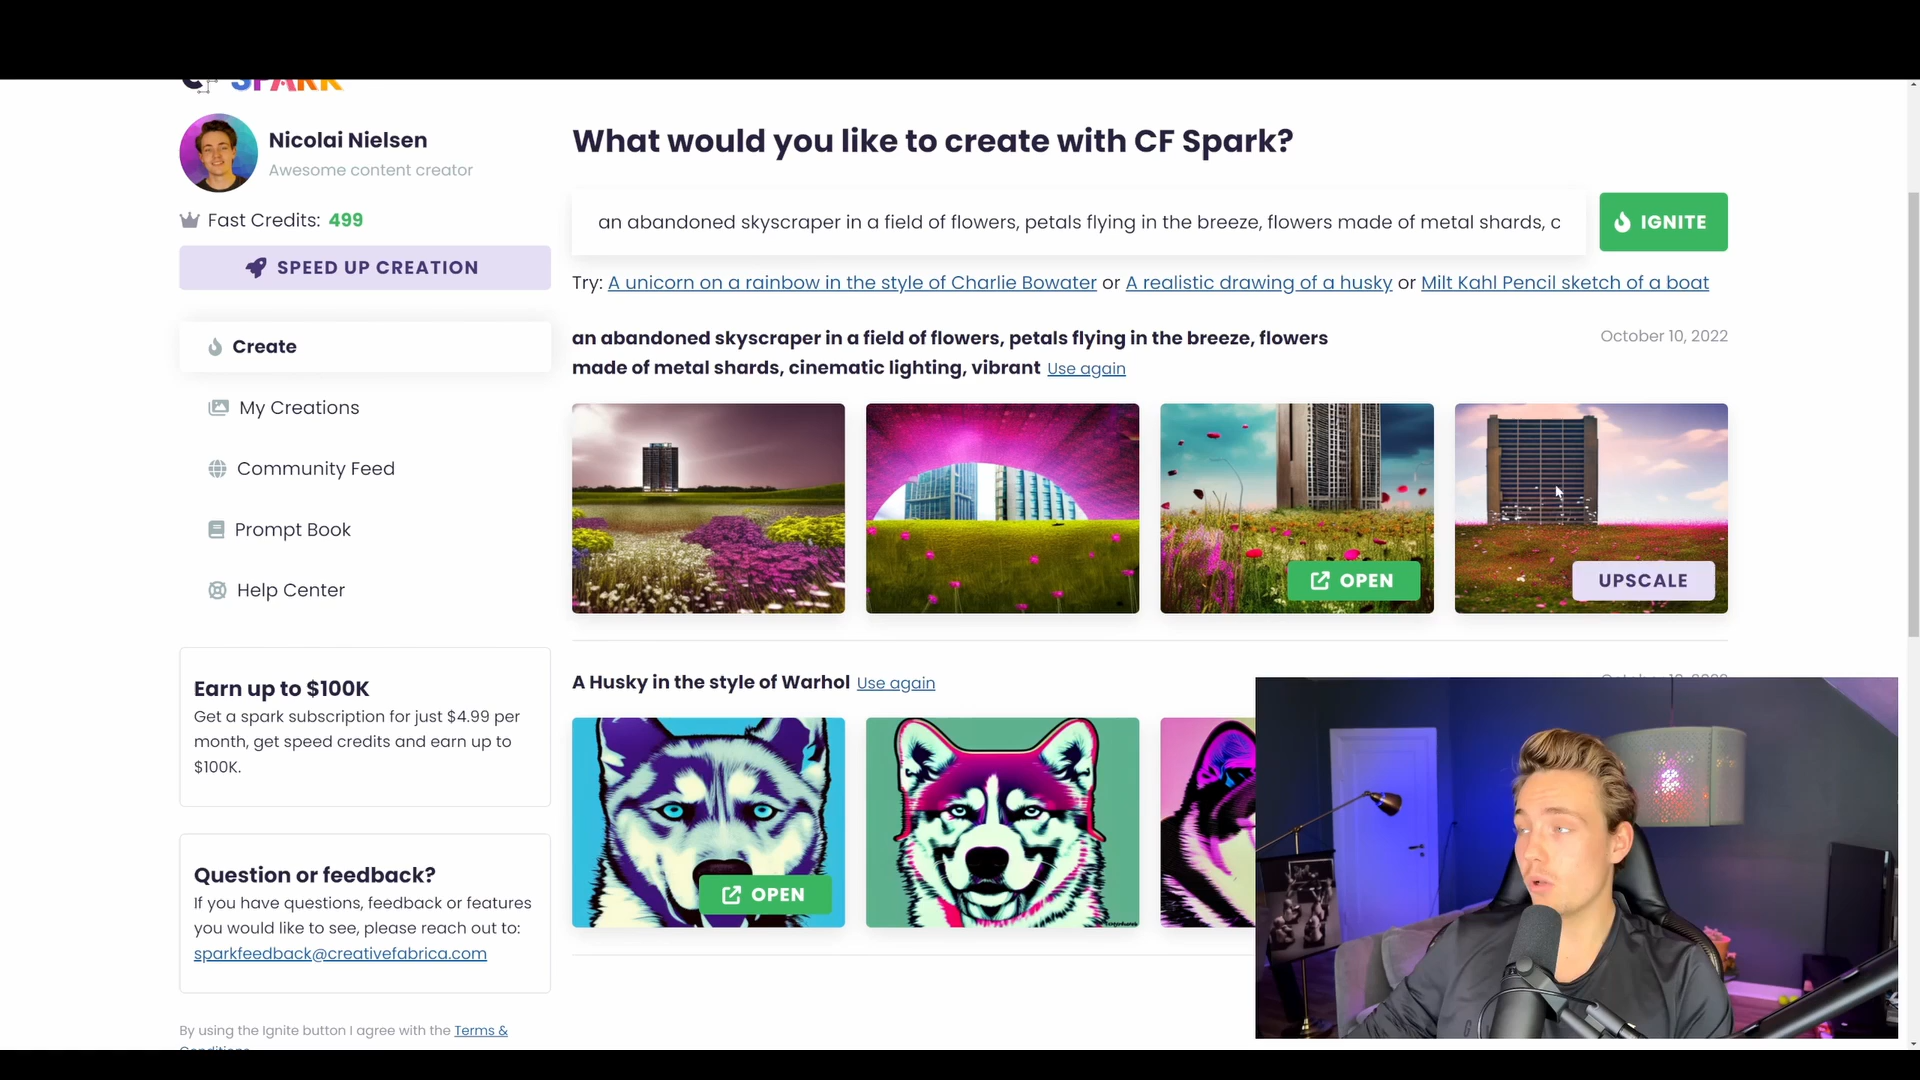 SPARK
Nicolai Nielsen
Awesome content creator
Fast Credits: 499
SPEED UP CREATION
Create
My Creations
Community Feed
Prompt Book
Help Center
Earn up to $100K
Get a spark subscription for just $4.99 per
month, get speed credits and earn up to
$100K.
Question or feedback?
If you have questions, feedback or features
you would like to see, please reach out to:
sparkfeedback@creativefabrica.com
By using the Ignite button I agree with the Terms &
Conditions
What would you like to create with CF Spark?
an abandoned skyscraper in a field of flowers, petals flying in the breeze, flowers made of metal shards, c
IGNITE
Try: A unicorn on a rainbow in the style of Charlie Bowater or A realistic drawing of a husky or Milt Kahl Pencil sketch of a boat
an abandoned skyscraper in a field of flowers, petals flying in the breeze, flowers
made of metal shards, cinematic lighting, vibrant Use again
October 10, 2022
OPEN
UPSCALE
A Husky in the style of Warhol Use again
OPEN